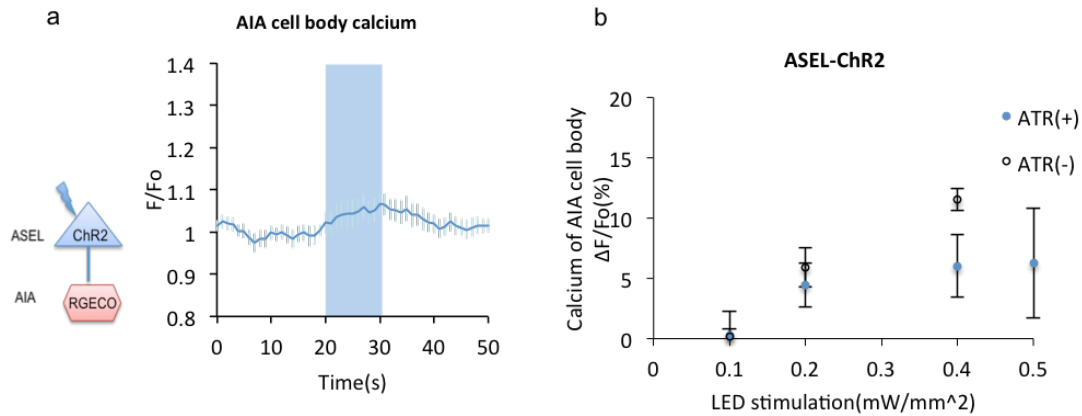 a
AIA cell body calcium
1.4
1.3
1.2
1.1
1
0.9
0.8
F/Fo
0
10
20
30
40
50
Time(s)
ASEL
ChR2
AIA
RGECO
b
ASEL-ChR2
20
15
10
5
0
Calcium of AIA cell body
ΔF/Fo(%)
0
0.1
0.2
0.3
0.4
0.5
LED stimulation(mW/mm^2)
ATR(+)
ATR(-)